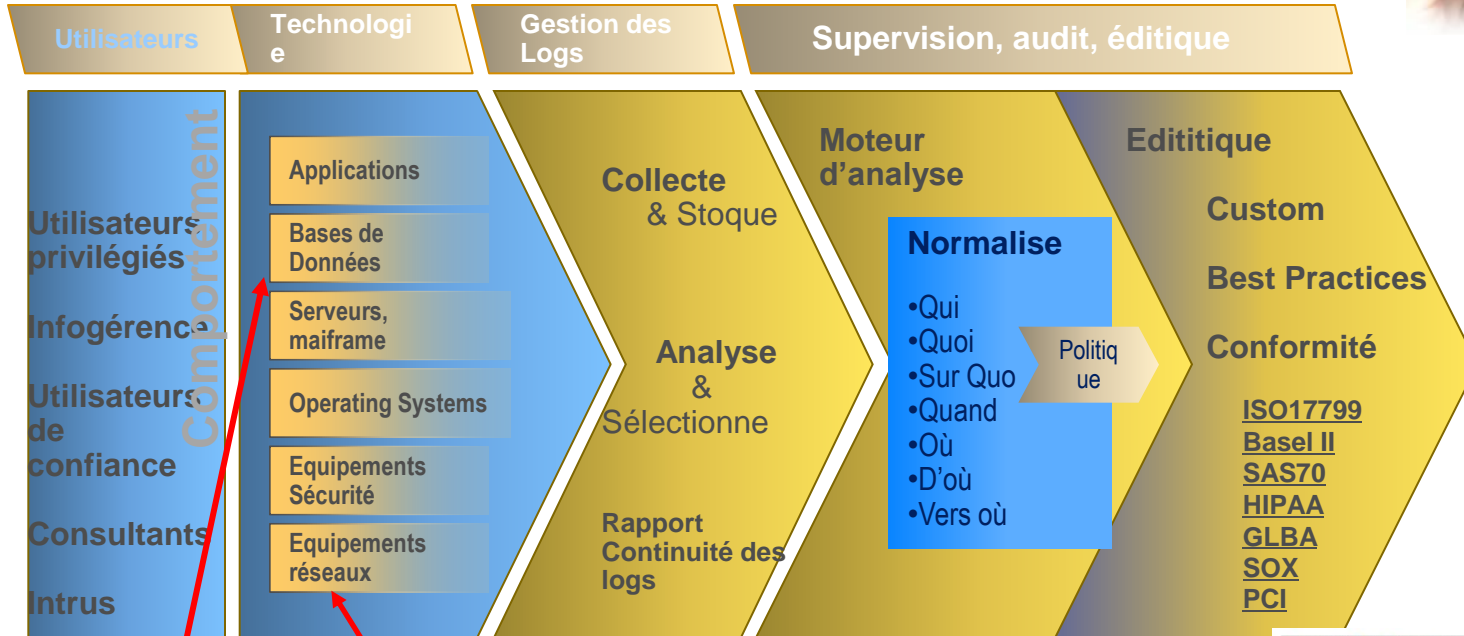 Utilisateurs
Technologi
e
Gestion des
Logs
Supervision, audit, éditique
Comportement
Utilisateurs
privilégiés
Infogérence
Utilisateurs
de
confiance
Consultants
Intrus
Applications
Bases de
Données
Serveurs,
maiframe
Operating Systems
Equipements
Sécurité
Equipements
réseaux
Collecte
& Stoque
Analyse
&
Sélectionne
Rapport
Continuité des
logs
Moteur
d’analyse
Normalise
•Qui
•Quoi
•Sur Quo
•Quand
•Où
•D’où
•Vers où
Politiq
ue
Edititique
Custom
Best Practices
Conformité
ISO17799
Basel II
SAS70
HIPAA
GLBA
SOX
PCI